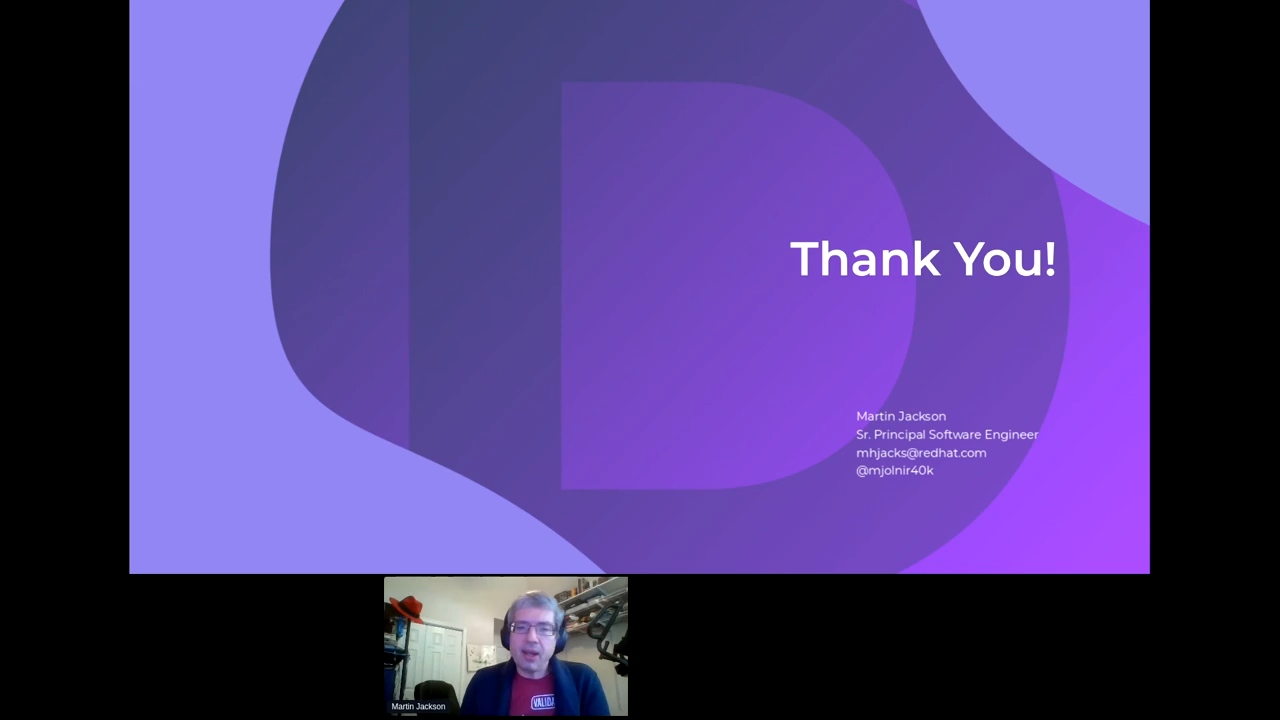 Thank You!
Martin Jackson
Sr. Principal Software Engineer
mhjacks@redhat.com
@mjolnir40k
Martin Jackson